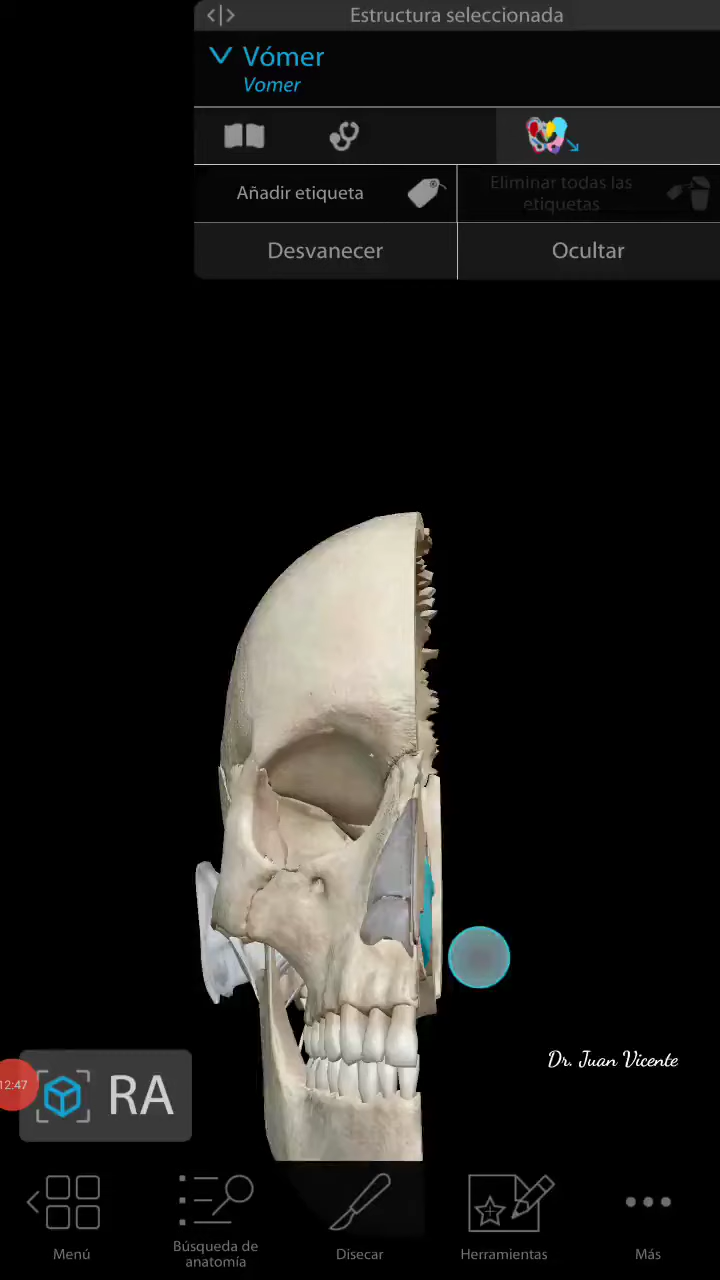 Estructura seleccionada
Vómer
Vomer
Añadir etiqueta
Eliminar todas las
etiquetas
Desvanecer
Ocultar
Dr. Juan Vicente
12:47
RA
Menú
Búsqueda de
anatomía
Disecar
Herramientas
Más